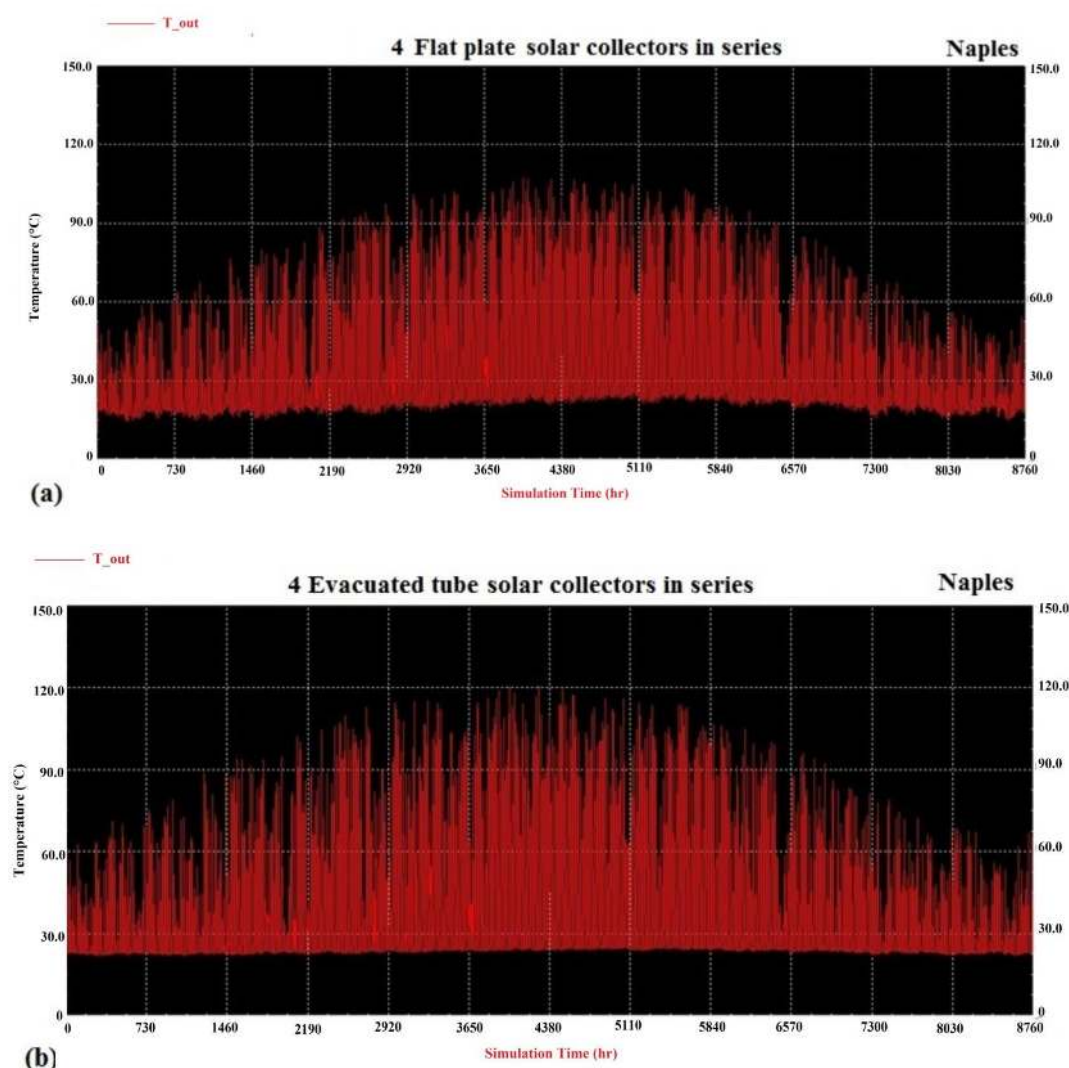 T_out
4 Flat plate solar collectors in series Naples
150.0 150.0
120.0 120.0
90.0 90.0
60.0 60.0
30.0 30.0
0 0
Temperature (°C)
0 730 1460 2190 2920 3650 4380 5110 5840 6570 7300 8030 8760
Simulation Time (hr)
(a)
T_out
4 Evacuated tube solar collectors in series Naples
150.0 150.0
120.0 120.0
90.0 90.0
60.0 60.0
30.0 30.0
0 0
Temperature (°C)
0 730 1460 2190 2920 3650 4380 5110 5840 6570 7300 8030 8760
Simulation Time (hr)
(b)